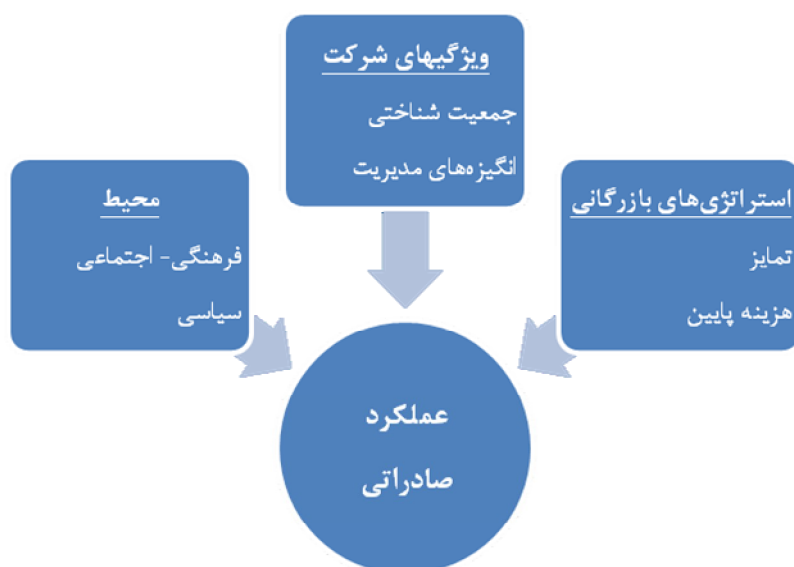 ویژگیهای شرکت
جمعیت شناختی
انگیزه‌های مدیریت
استراتژی‌های بازرگانی
تمایز
هزینه پایین
محیط
فرهنگی- اجتماعی
سیاسی
عملکرد
صادراتی